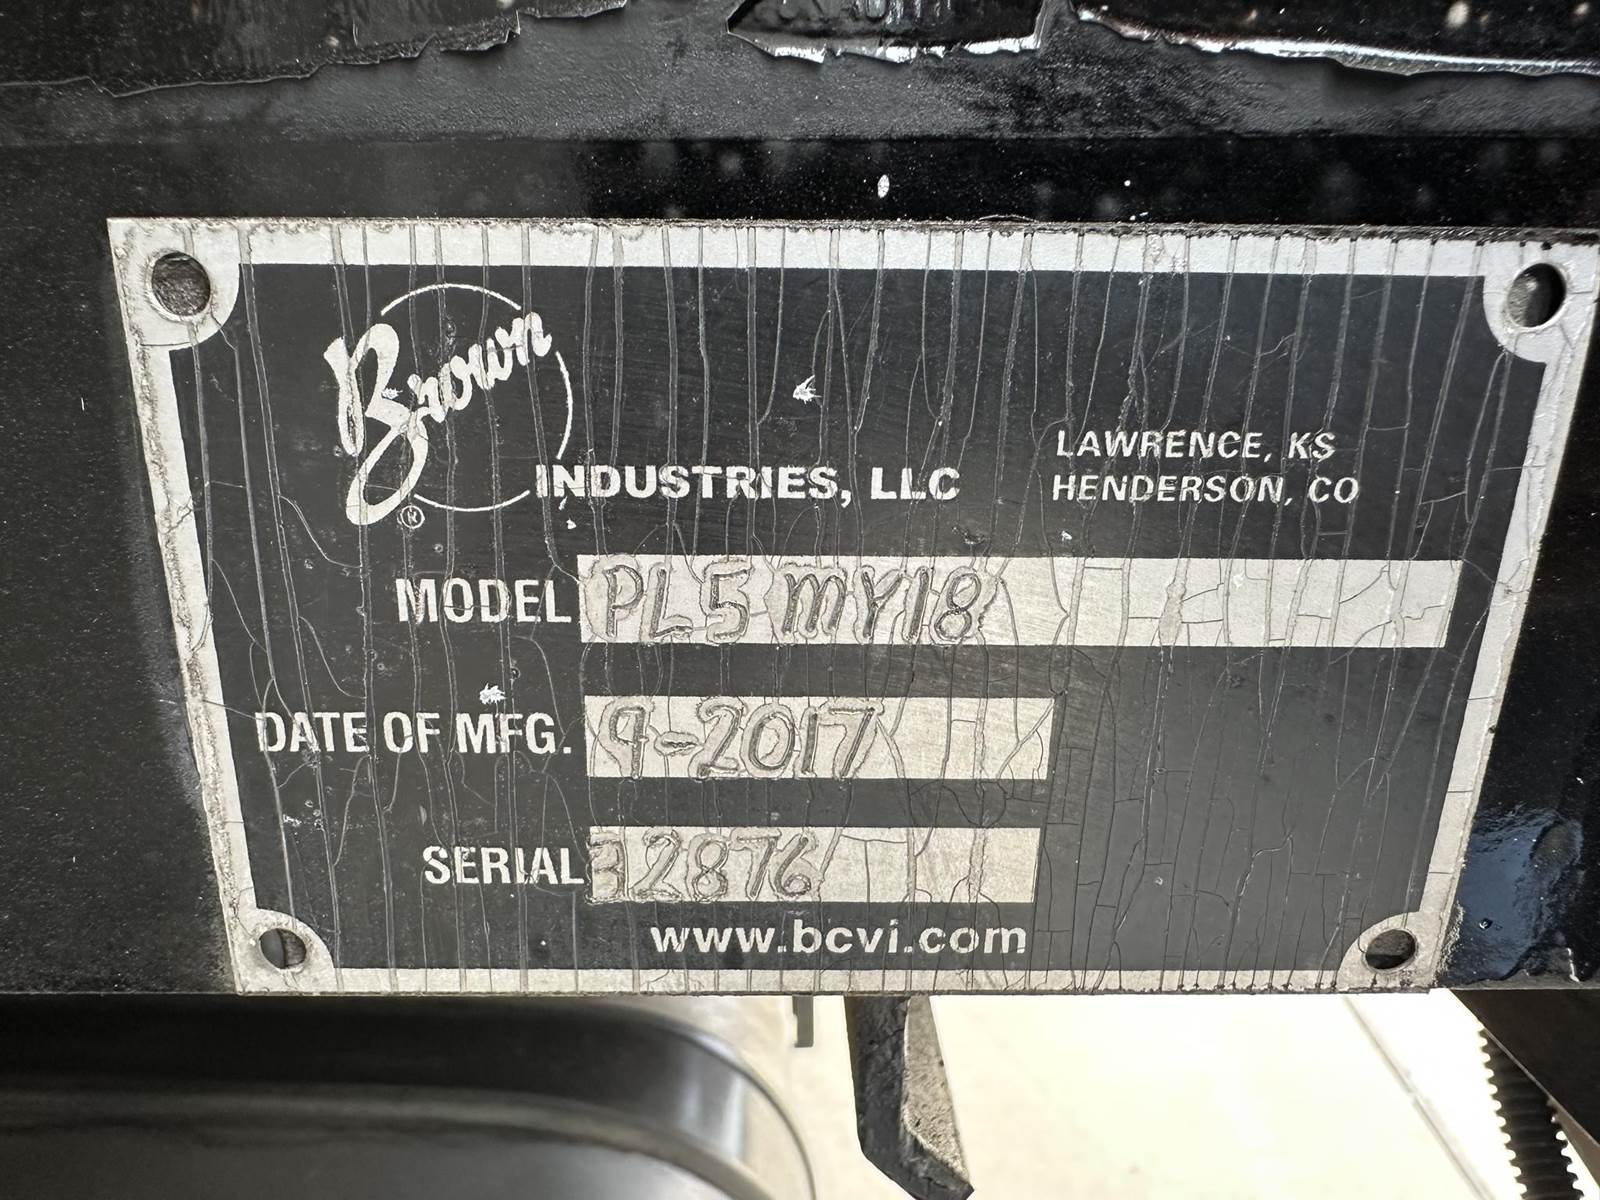 Brown
®
INDUSTRIES, LLC
LAWRENCE, KS
HENDERSON, CO
MODEL PL5 MY18
DATE OF MFG. 9-2017
SERIAL 32876
www.bcvi.com